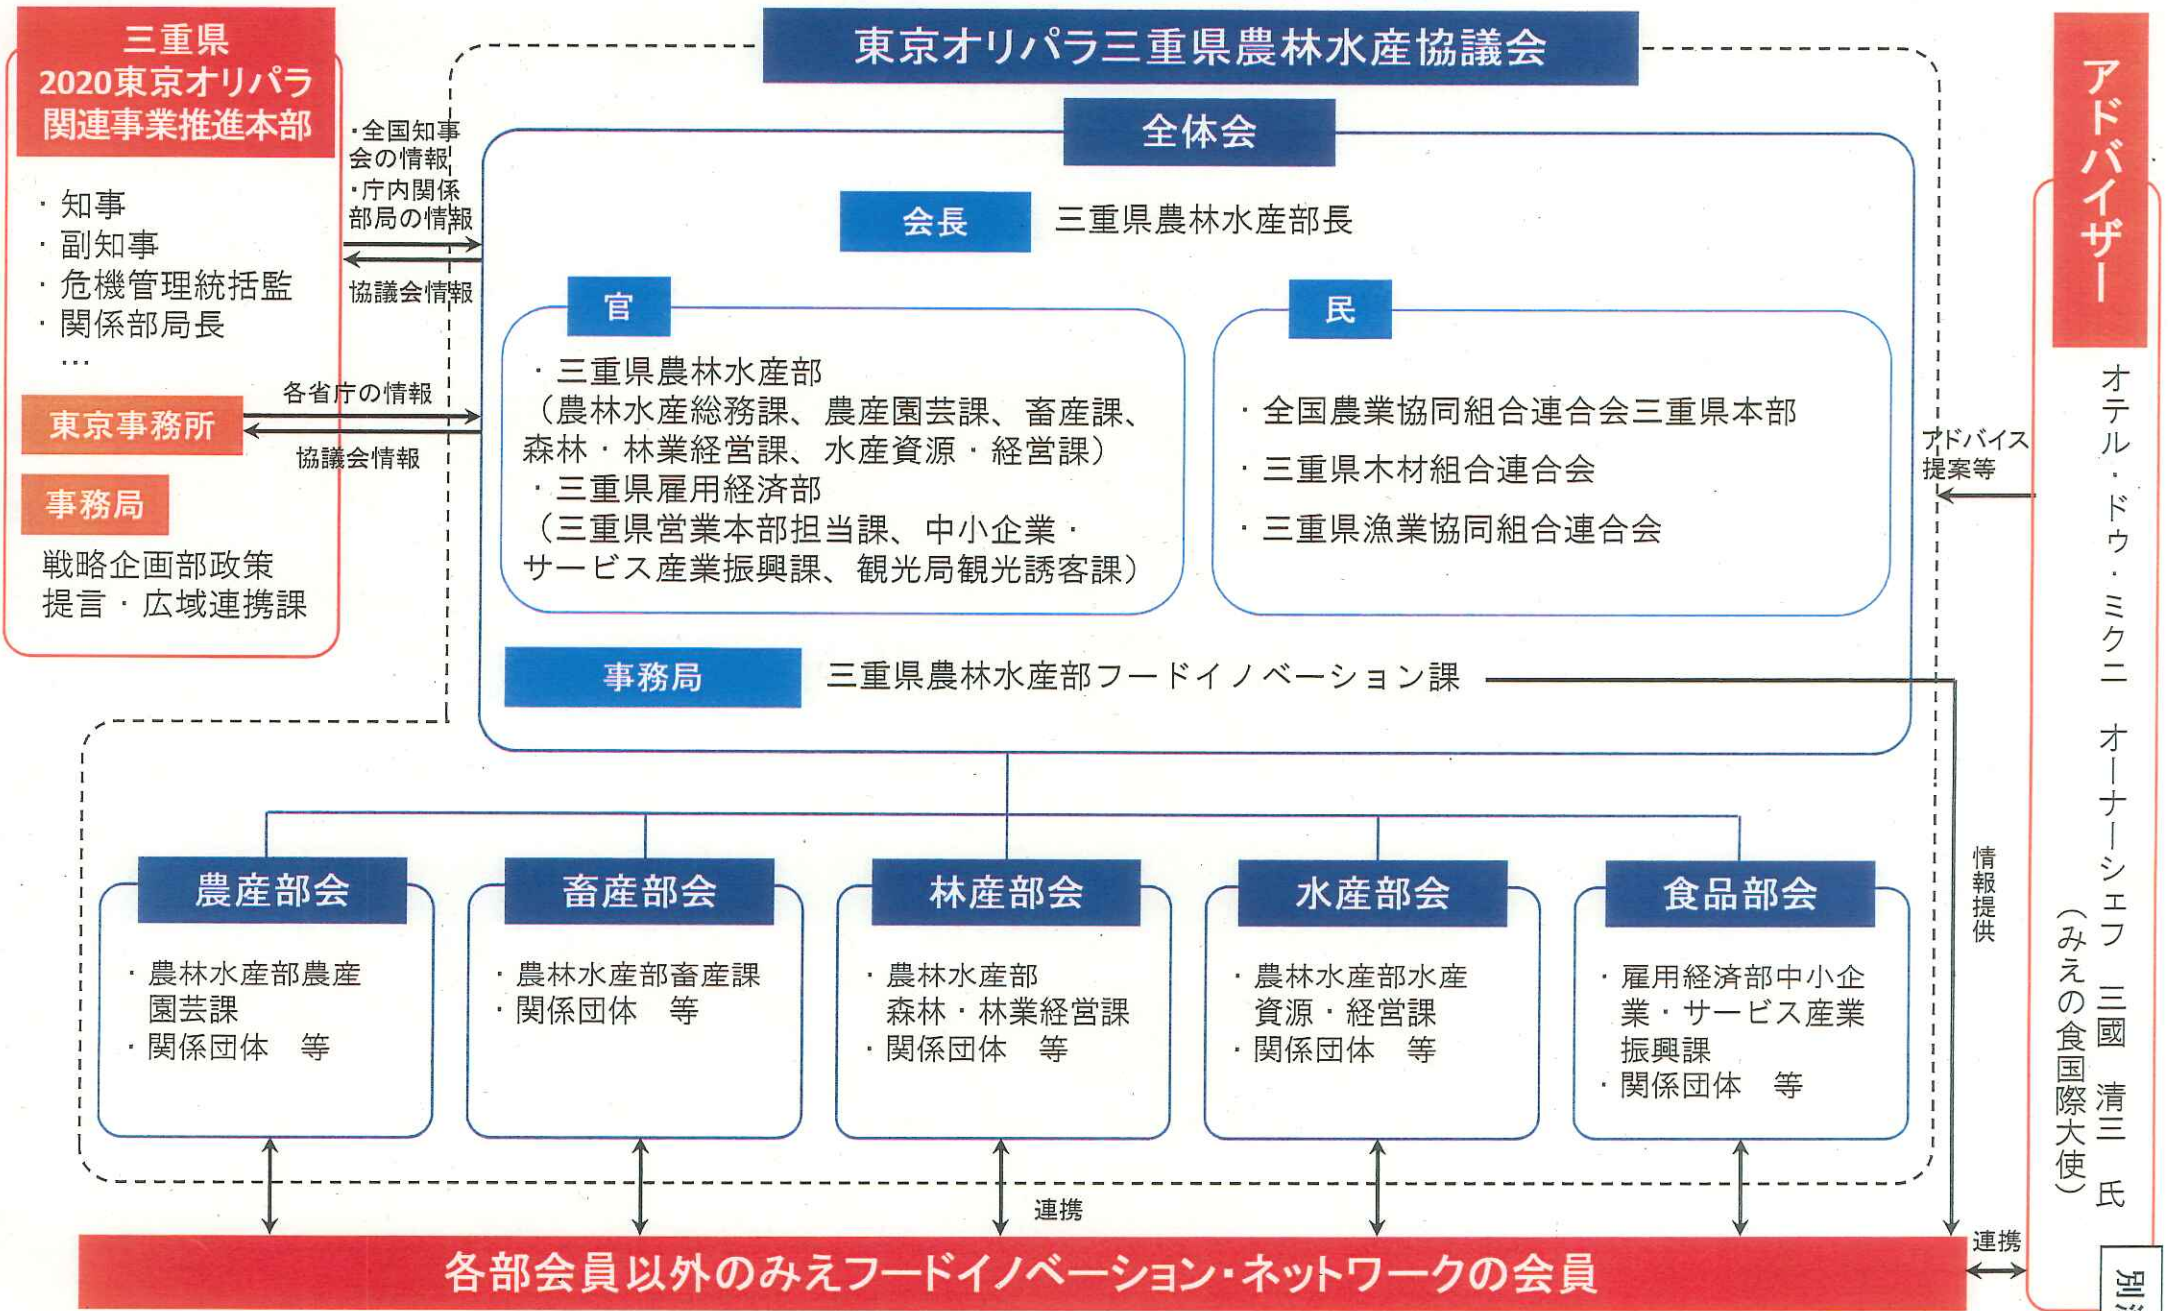 三重県
2020東京オリパラ
関連事業推進本部
・知事
・副知事
・危機管理統括監
・関係部局長
…
東京事務所
事務局
戦略企画部政策
提言・広域連携課
・全国知事
会の情報
・庁内関係
部局の情報
協議会情報
各省庁の情報
協議会情報
東京オリパラ三重県農林水産協議会
全体会
会長 三重県農林水産部長
官
・三重県農林水産部
（農林水産総務課、農産園芸課、畜産課、
森林・林業経営課、水産資源・経営課）
・三重県雇用経済部
（三重県営業本部担当課、中小企業・
サービス産業振興課、観光局観光誘客課）
民
・全国農業協同組合連合会三重県本部
・三重県木材組合連合会
・三重県漁業協同組合連合会
事務局 三重県農林水産部フードイノベーション課
農産部会
・農林水産部農産
園芸課
・関係団体　等
畜産部会
・農林水産部畜産課
・関係団体　等
林産部会
・農林水産部
森林・林業経営課
・関係団体　等
水産部会
・農林水産部水産
資源・経営課
・関係団体　等
食品部会
・雇用経済部中小企
業・サービス産業
振興課
・関係団体　等
アドバイザー
オテル・ドゥ・ミクニ　オーナーシェフ　三國　清三　氏
（みえの食国際大使）
アドバイス
提案等
情報提供
連携
連携
各部会員以外のみえフードイノベーション・ネットワークの会員